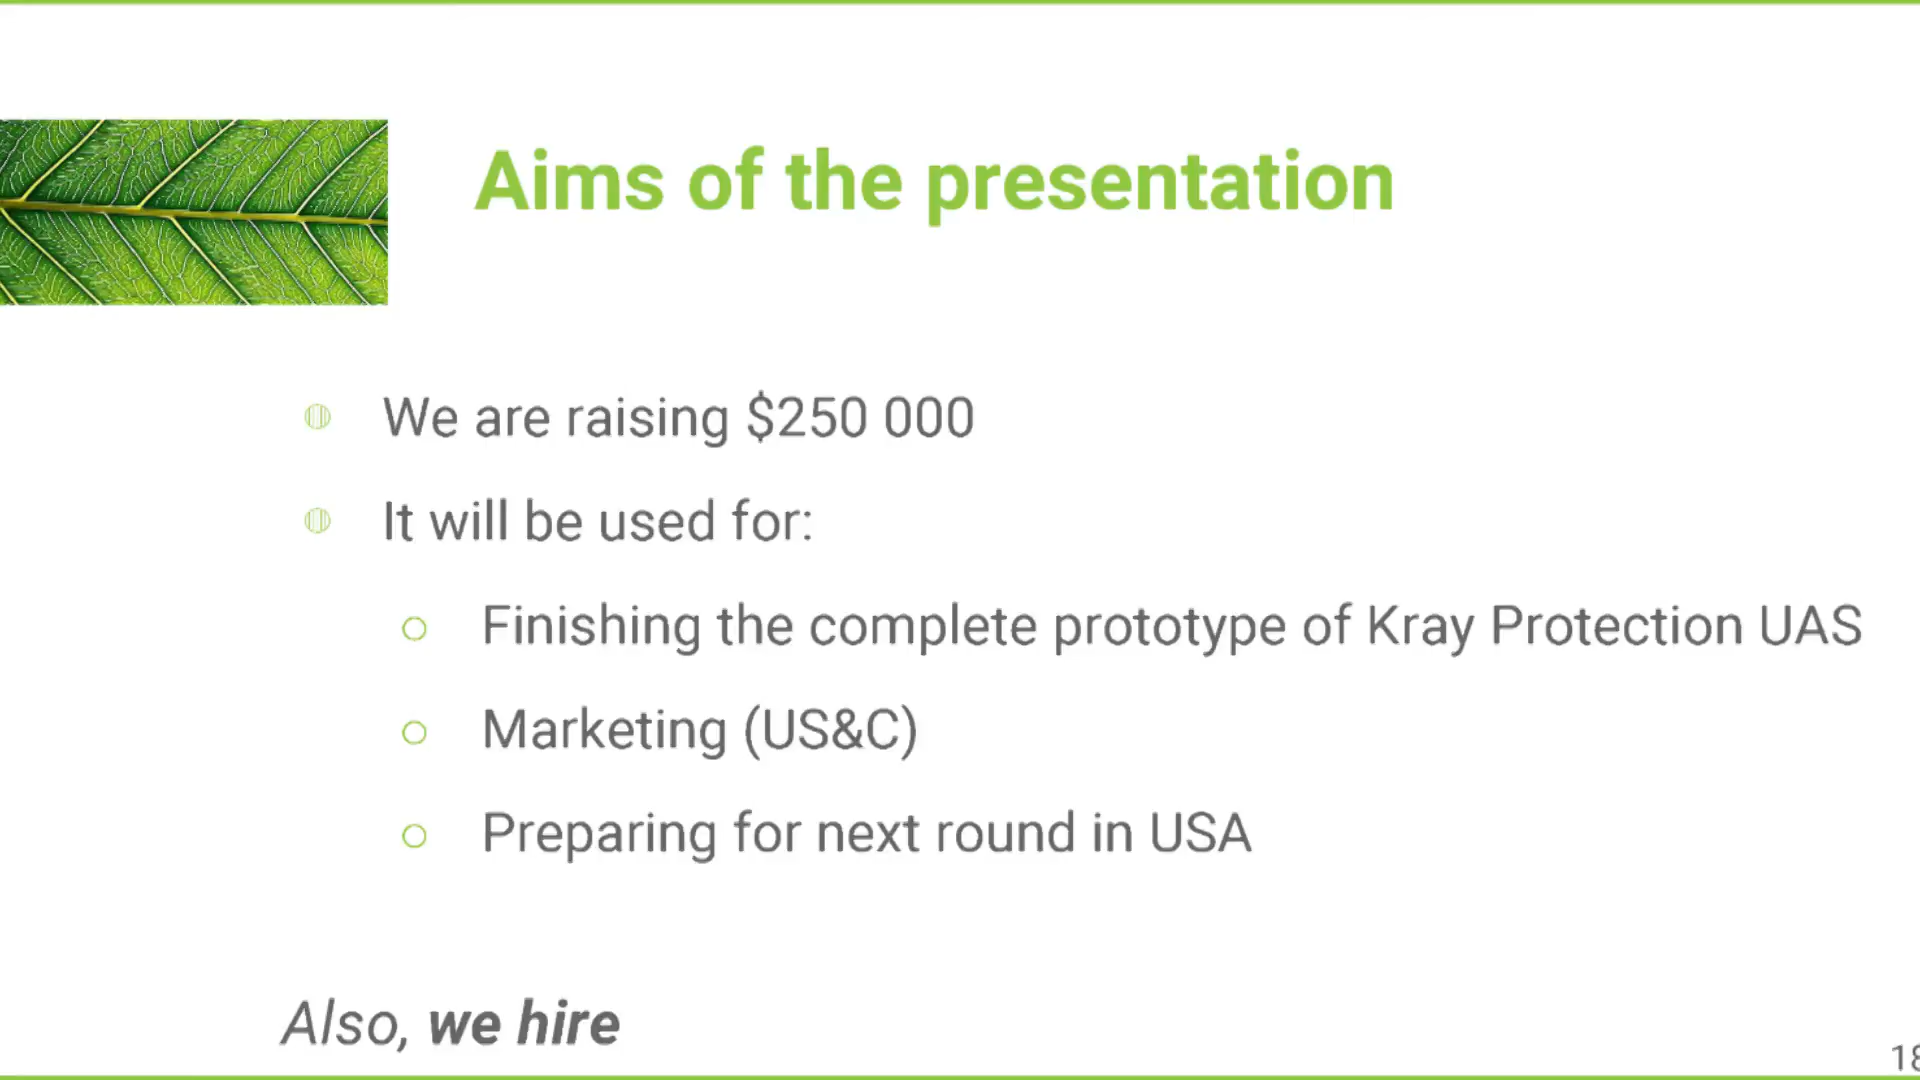 Aims of the presentation
We are raising $250 000
It will be used for:
Finishing the complete prototype of Kray Protection UAS
Marketing (US&C)
Preparing for next round in USA
Also, we hire
18